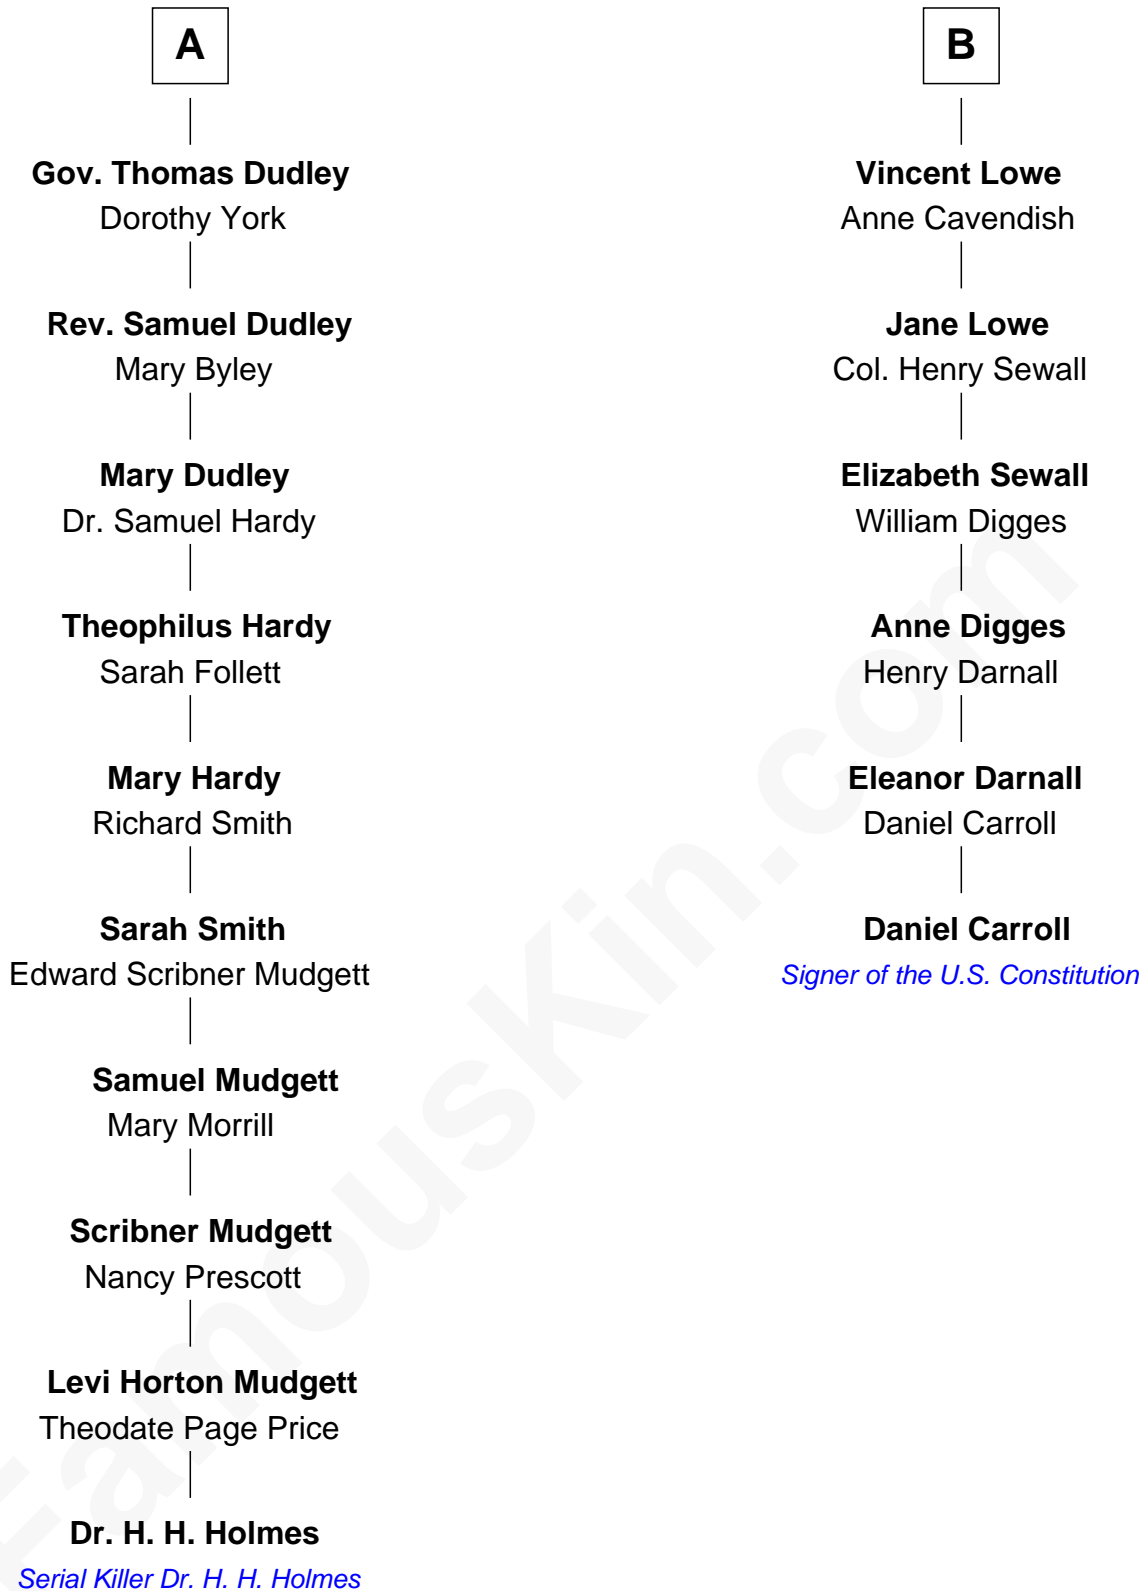 A
Gov. Thomas Dudley
Dorothy York
Rev. Samuel Dudley
Mary Byley
Mary Dudley
Dr. Samuel Hardy
Theophilus Hardy
Sarah Follett
Mary Hardy
Richard Smith
Sarah Smith
Edward Scribner Mudgett
Samuel Mudgett
Mary Morrill
Scribner Mudgett
Nancy Prescott
Levi Horton Mudgett
Theodate Page Price
Dr. H. H. Holmes
Serial Killer Dr. H. H. Holmes
B
Vincent Lowe
Anne Cavendish
Jane Lowe
Col. Henry Sewall
Elizabeth Sewall
William Digges
Anne Digges
Henry Darnall
Eleanor Darnall
Daniel Carroll
Daniel Carroll
Signer of the U.S. Constitution
FamousKin.com